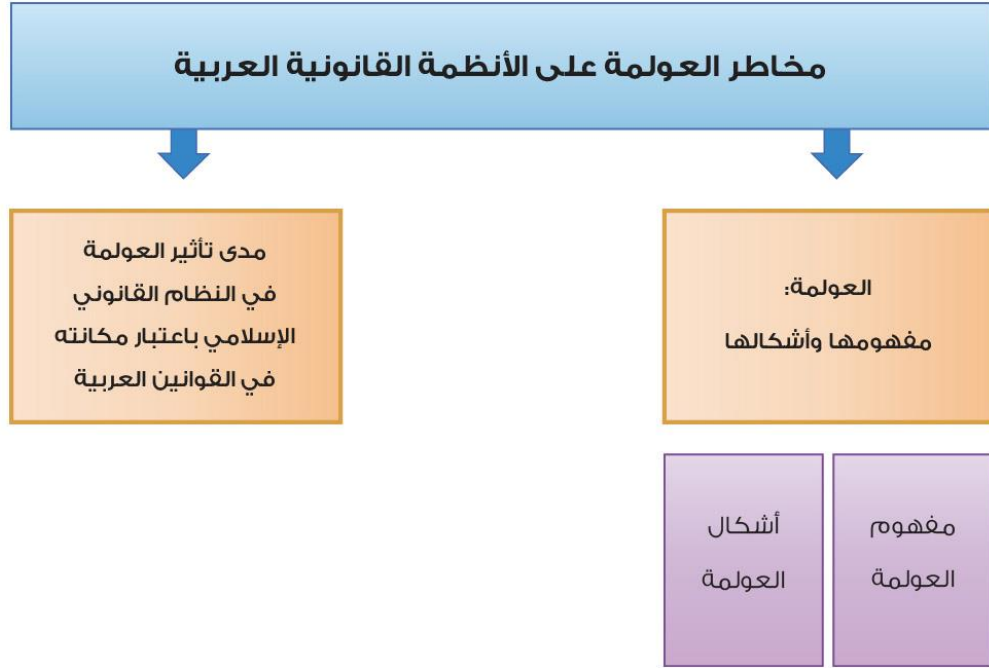 مخاطر العولمة على الأنظمة القانونية العربية
العولمة:
مفهومها وأشكالها
مدى تأثير العولمة
في النظام القانوني
الإسلامي باعتبار مكانته
في القوانين العربية
مفهوم
العولمة
أشكال
العولمة